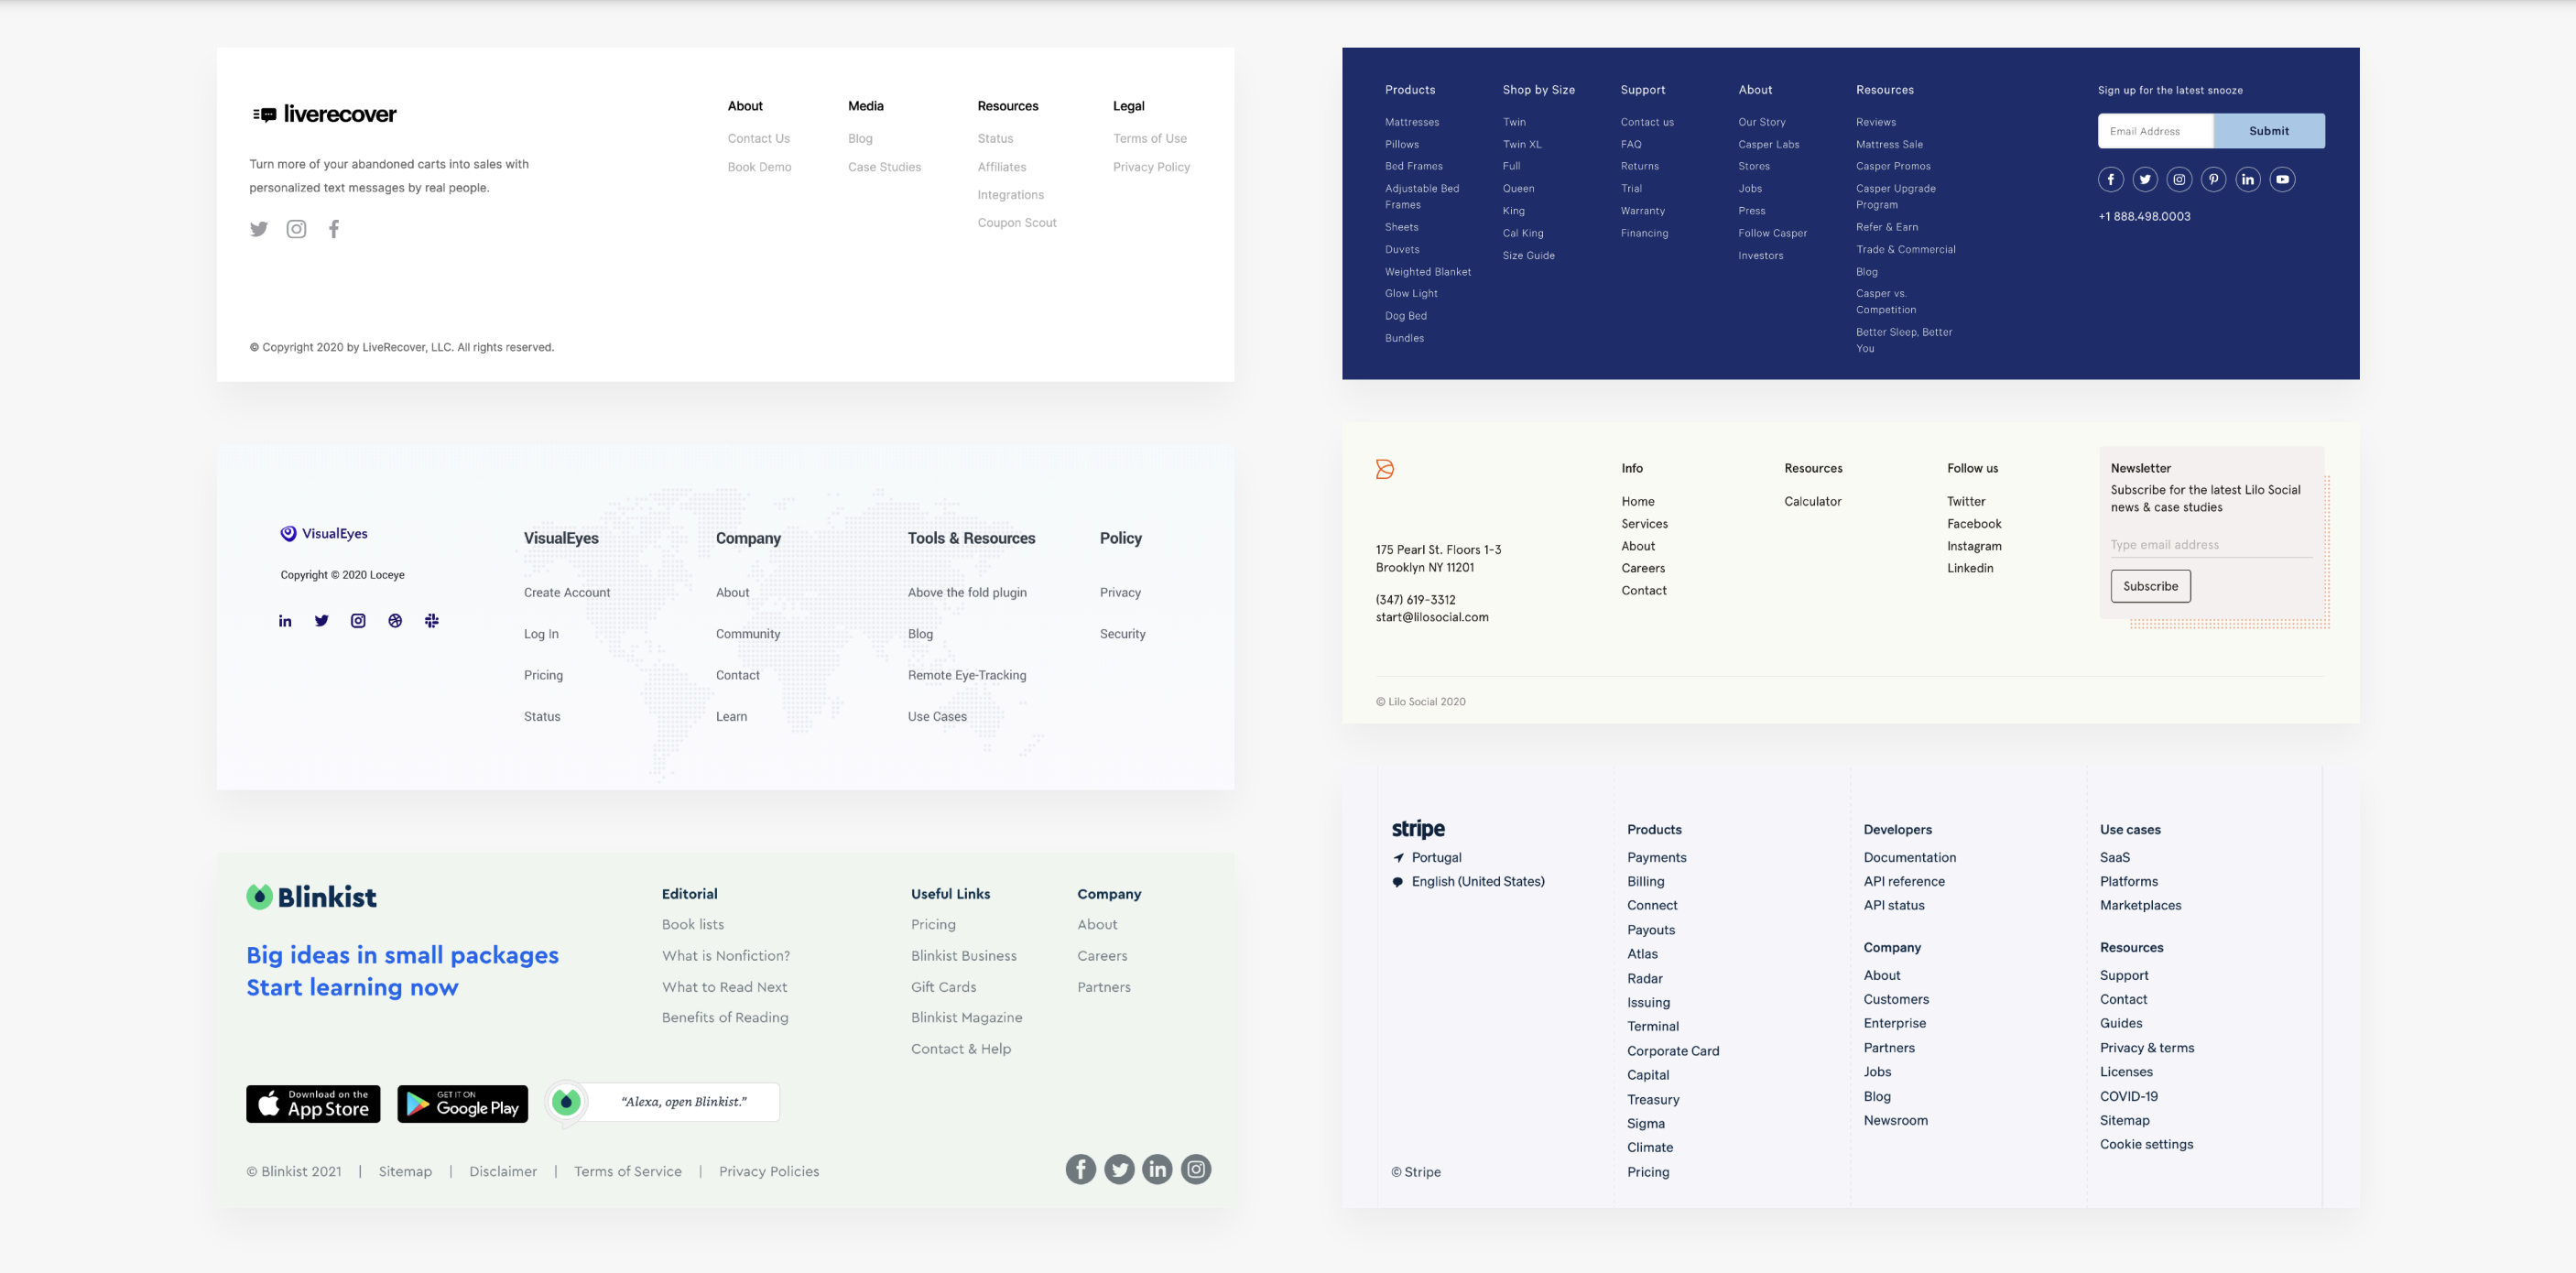 liverecover
Turn more of your abandoned carts into sales with
personalized text messages by real people.
About
Contact Us
Book Demo
Media
Blog
Case Studies
Resources
Status
Affiliates
Integrations
Coupon Scout
Legal
Terms of Use
Privacy Policy
© Copyright 2020 by LiveRecover, LLC. All rights reserved.
Products
Mattresses
Pillows
Bed Frames
Adjustable Bed
Frames
Sheets
Duvets
Weighted Blanket
Glow Light
Dog Bed
Bundles
Shop by Size
Twin
Twin XL
Full
Queen
King
Cal King
Size Guide
Support
Contact us
FAQ
Returns
Trial
Warranty
Financing
About
Our Story
Casper Labs
Stores
Jobs
Press
Follow Casper
Investors
Resources
Reviews
Mattress Sale
Casper Promos
Casper Upgrade
Program
Refer & Earn
Trade & Commercial
Blog
Casper vs.
Competition
Better Sleep, Better
You
Sign up for the latest snooze
Email Address
Submit
+1 888.498.0003
VisualEyes
Copyright © 2020 Loceye
VisualEyes
Create Account
Log In
Pricing
Status
Company
About
Community
Contact
Learn
Tools & Resources
Above the fold plugin
Blog
Remote Eye-Tracking
Use Cases
Policy
Privacy
Security
175 Pearl St. Floors 1-3
Brooklyn NY 11201
(347) 619-3312
start@lilosocial.com
Info
Home
Services
About
Careers
Contact
Resources
Calculator
Follow us
Twitter
Facebook
Instagram
Linkedin
Newsletter
Subscribe for the latest Lilo Social
news & case studies
Type email address
Subscribe
© Lilo Social 2020
Blinkist
Big ideas in small packages
Start learning now
Editorial
Book lists
What is Nonfiction?
What to Read Next
Benefits of Reading
Useful Links
Pricing
Blinkist Business
Gift Cards
Blinkist Magazine
Contact & Help
Company
About
Careers
Partners
Download on the
App Store
GET IT ON
Google Play
“Alexa, open Blinkist.”
© Blinkist 2021 | Sitemap | Disclaimer | Terms of Service | Privacy Policies
stripe
Portugal
English (United States)
© Stripe
Products
Payments
Billing
Connect
Payouts
Atlas
Radar
Issuing
Terminal
Corporate Card
Capital
Treasury
Sigma
Climate
Pricing
Developers
Documentation
API reference
API status
Company
About
Customers
Enterprise
Partners
Jobs
Blog
Newsroom
Use cases
SaaS
Platforms
Marketplaces
Resources
Support
Contact
Guides
Privacy & terms
Licenses
COVID-19
Sitemap
Cookie settings